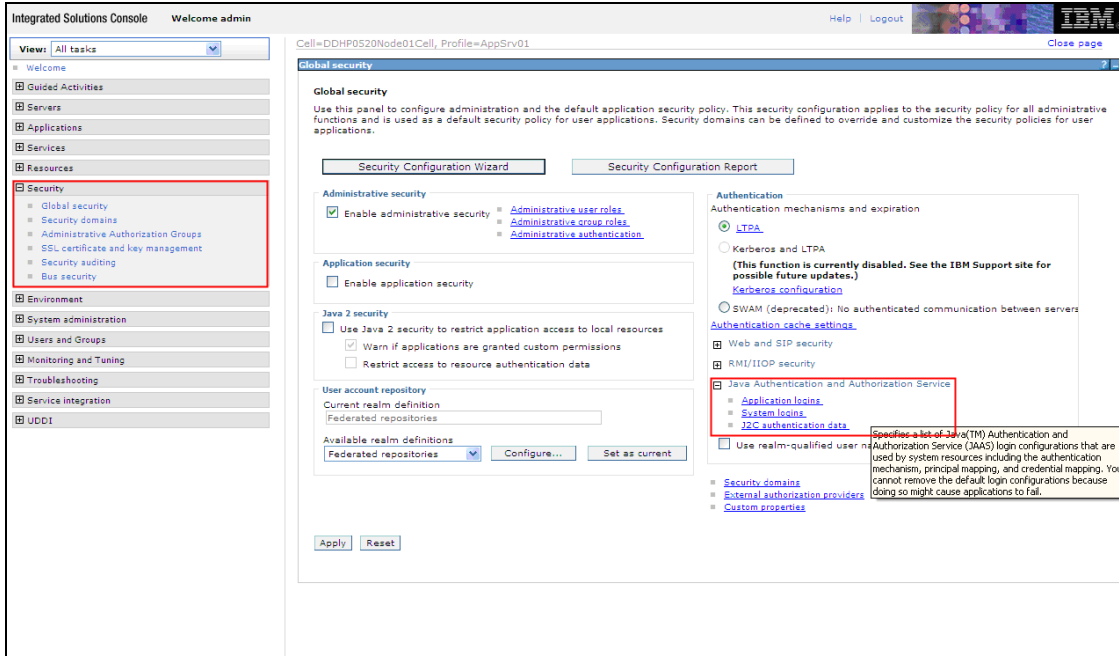 Integrated Solutions Console Welcome admin
Help | Logout
IBM
View: All tasks
Welcome
Guided Activities
Servers
Applications
Services
Resources
Security
Global security
Security domains
Administrative Authorization Groups
SSL certificate and key management
Security auditing
Bus security
Environment
System administration
Users and Groups
Monitoring and Tuning
Troubleshooting
Service integration
UDDI
Cell=DDHP0520Node01Cell, Profile=AppSrv01
Close page
Global security
?
Global security
Use this panel to configure administration and the default application security policy. This security configuration applies to the security policy for all administrative
functions and is used as a default security policy for user applications. Security domains can be defined to override and customize the security policies for user
applications.
Security Configuration Wizard
Security Configuration Report
Administrative security
Enable administrative security
Administrative user roles
Administrative group roles
Administrative authentication
Application security
Enable application security
Java 2 security
Use Java 2 security to restrict application access to local resources
Warn if applications are granted custom permissions
Restrict access to resource authentication data
User account repository
Current realm definition
Federated repositories
Available realm definitions
Federated repositories
Configure...
Set as current
Authentication
Authentication mechanisms and expiration
LTPA
Kerberos and LTPA
(This function is currently disabled. See the IBM Support site for
possible future updates.)
Kerberos configuration
SWAM (deprecated): No authenticated communication between servers
Authentication cache settings
Web and SIP security
RMI/IIOP security
Java Authentication and Authorization Service
Application logins
System logins
J2C authentication data
Use realm-qualified user
Specifies a list of Java(TM) Authentication and
Authorization Service (JAAS) login configurations that are
used by system resources including the authentication
mechanism, principal mapping, and credential mapping. You
cannot remove the default login configurations because
doing so might cause applications to fail.
Security domains
External authorization providers
Custom properties
Apply
Reset